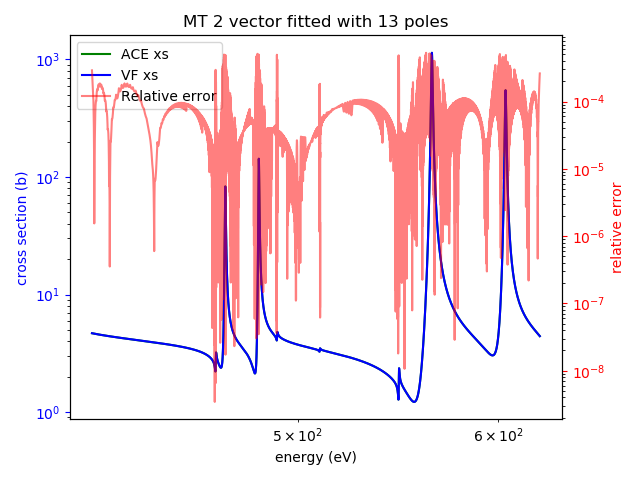 MT 2 vector fitted with 13 poles
ACE xs
VF xs
Relative error
10³
10²
10¹
10⁰
cross section (b)
10⁻⁴
10⁻⁵
10⁻⁶
10⁻⁷
10⁻⁸
relative error
5 × 10²
6 × 10²
energy (eV)